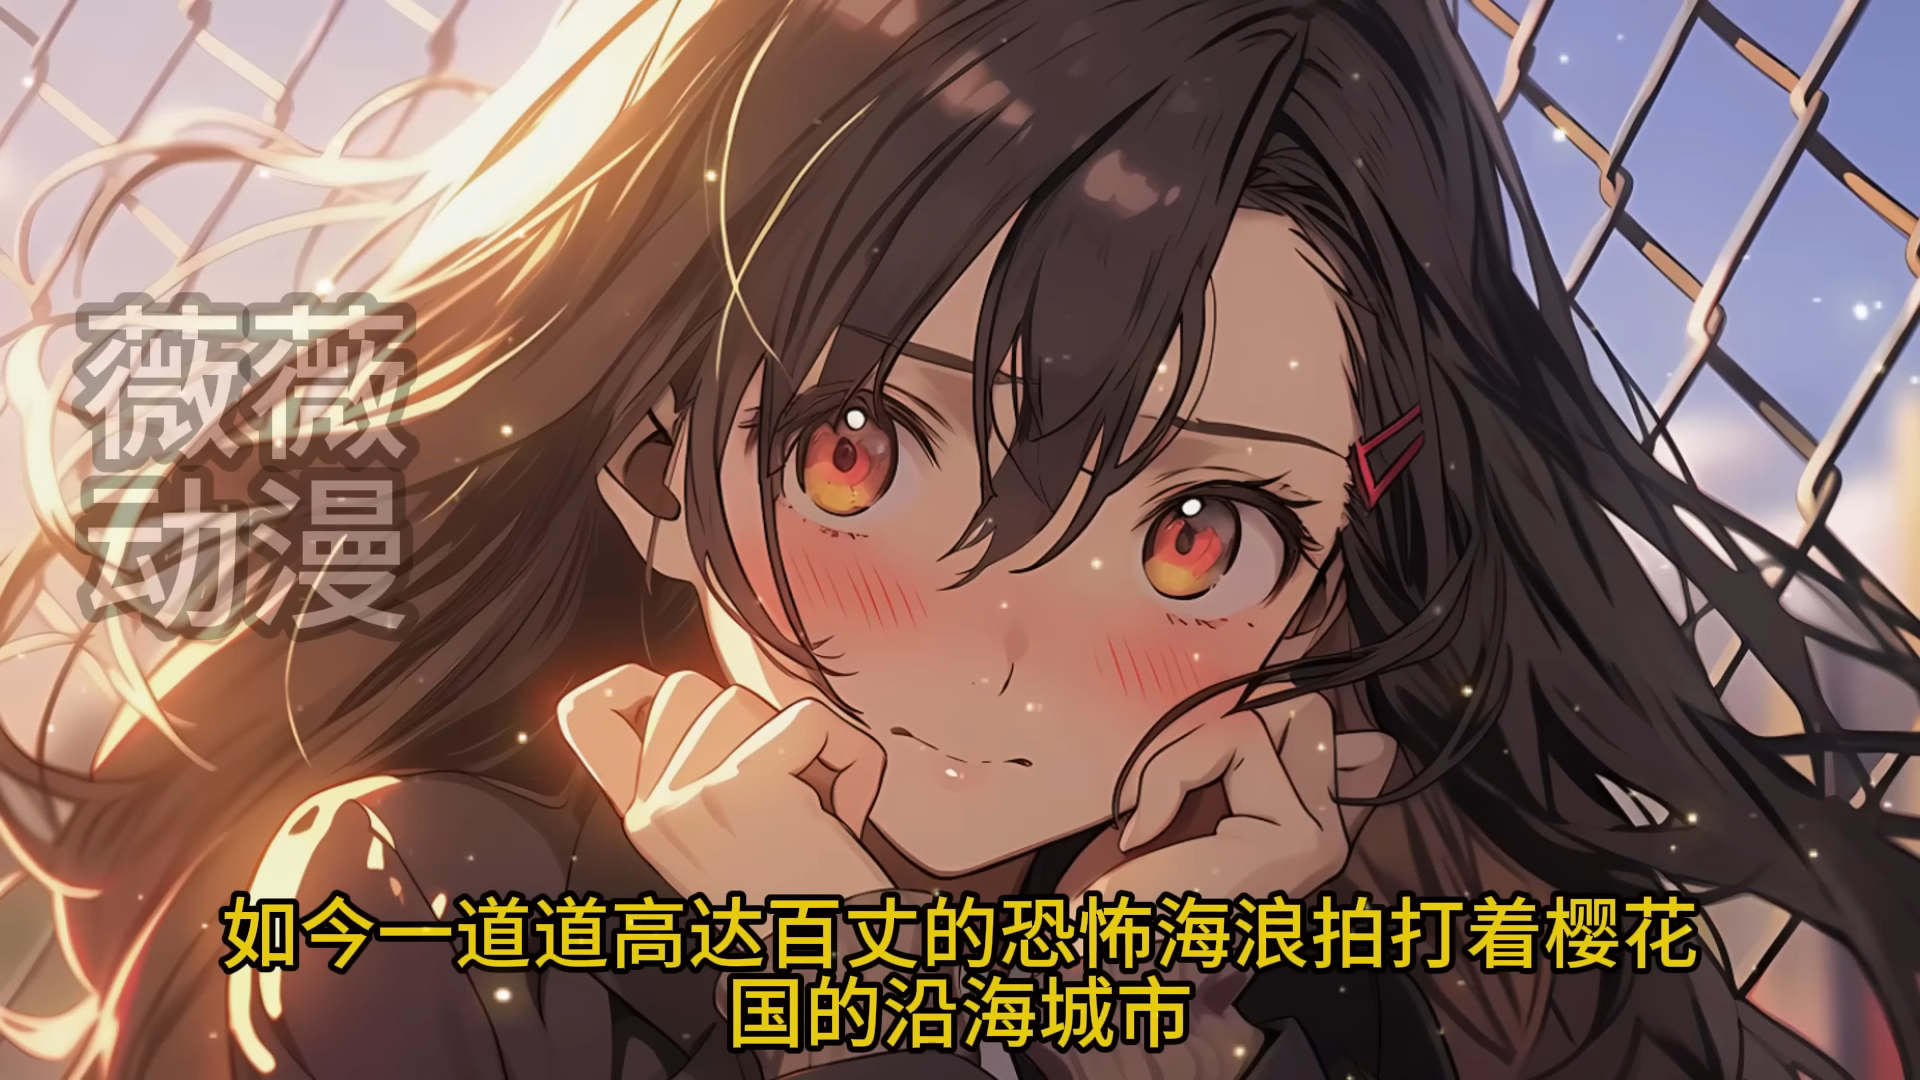 薇薇
动漫
如今一道道高达百丈的恐怖海浪拍打着樱花
国的沿海城市